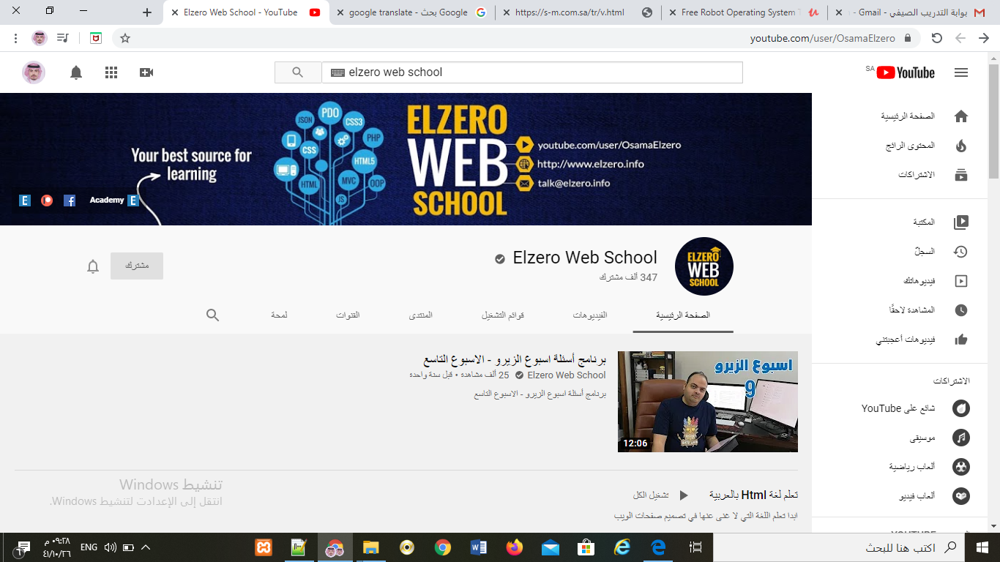 بوابة التدريب الصيفي - Gmail -
Free Robot Operating System T
https://s-m.com.sa/tr/v.html
google translate - بحث Google
Elzero Web School - YouTube
youtube.com/user/OsamaElzero
YouTube SA
elzero web school
الصفحة الرئيسية
المحتوى الرائج
الاشتراكات
المكتبة
السجلّ
فيديوهاتك
المشاهدة لاحقًا
فيديوهات أعجبتني
الاشتراكات
شائع على YouTube
موسيقى
ألعاب رياضية
ألعاب فيديو
Your best source for
learning
JSON
PDO
CSS3
PHP
CSS
HTML5
HTML
MVC
OOP
JS
ELZERO
WEB
SCHOOL
youtube.com/user/OsamaElzero
http://www.elzero.info
talk@elzero.info
E Academy
E
ELZERO
WEB
SCHOOL
Elzero Web School
347 ألف مشترك
مشترك
الصفحة الرئيسية
الفيديوهات
قوائم التشغيل
المنتدى
القنوات
لمحة
اسبوع الزيرو
9
12:06
برنامج أسئلة اسبوع الزيرو - الاسبوع التاسع
Elzero Web School 25 ألف مشاهدة • قبل سنة واحدة
برنامج أسئلة اسبوع الزيرو - الاسبوع التاسع
تعلم لغة Html بالعربية
تشغيل الكل
ابدا تعلم اللغة التي لا غنى عنها في تصميم صفحات الويب
تنشيط Windows
انتقل إلى الإعدادت لتنشيط Windows.
اكتب هنا للبحث
ENG
٠٩:٢٨ م
٤١/١٠/٢٦